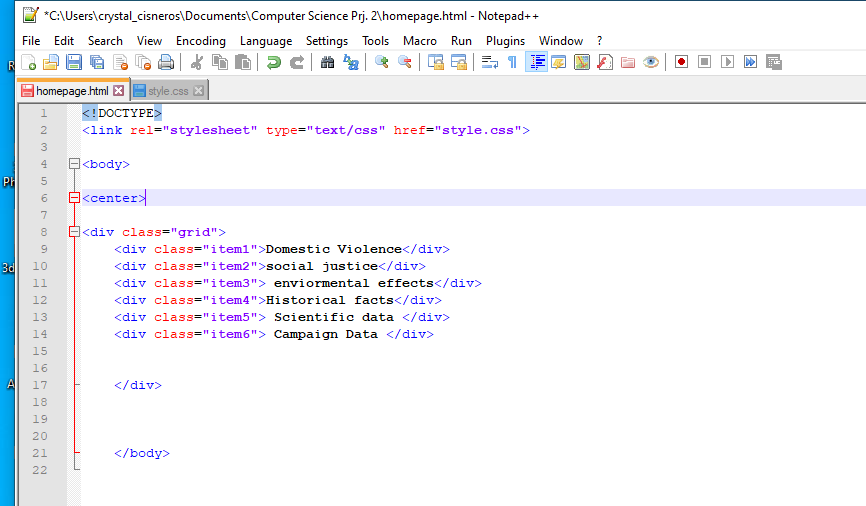 *C:\Users\crystal_cisneros\Documents\Computer Science Prj. 2\homepage.html - Notepad++
File Edit Search View Encoding Language Settings Tools Macro Run Plugins Window ?
homepage.html style.css
1 <!DOCTYPE>
2 <link rel="stylesheet" type="text/css" href="style.css">
3
4 <body>
5
6 <center>
7
8 <div class="grid">
9 <div class="item1">Domestic Violence</div>
10 <div class="item2">social justice</div>
11 <div class="item3"> enviormental effects</div>
12 <div class="item4">Historical facts</div>
13 <div class="item5"> Scientific data </div>
14 <div class="item6"> Campaign Data </div>
15
16
17 </div>
18
19
20
21 </body>
22
R
Ph
3d
A